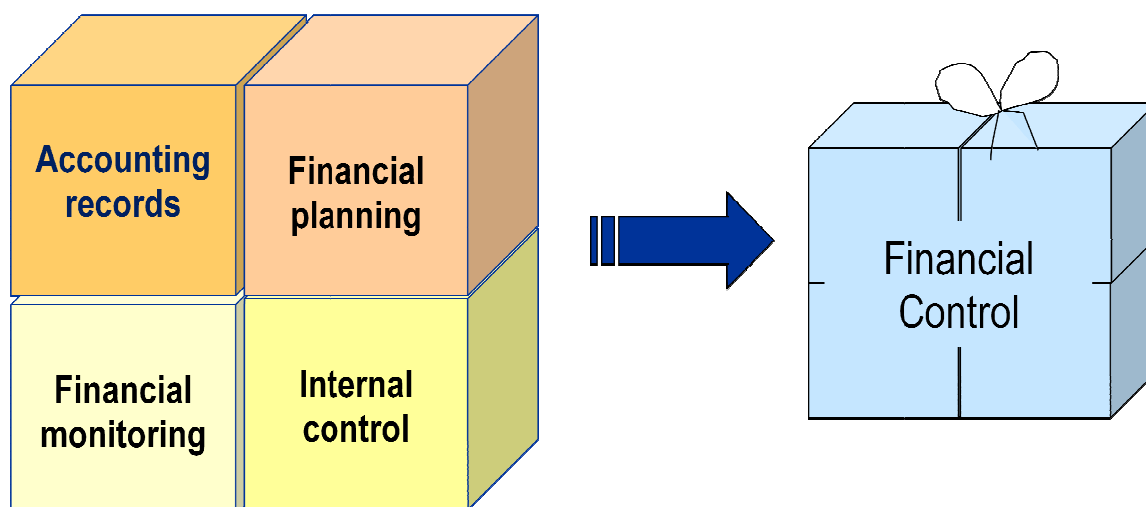 Accounting
records
Financial
planning
Financial
monitoring
Internal
control
Financial
Control